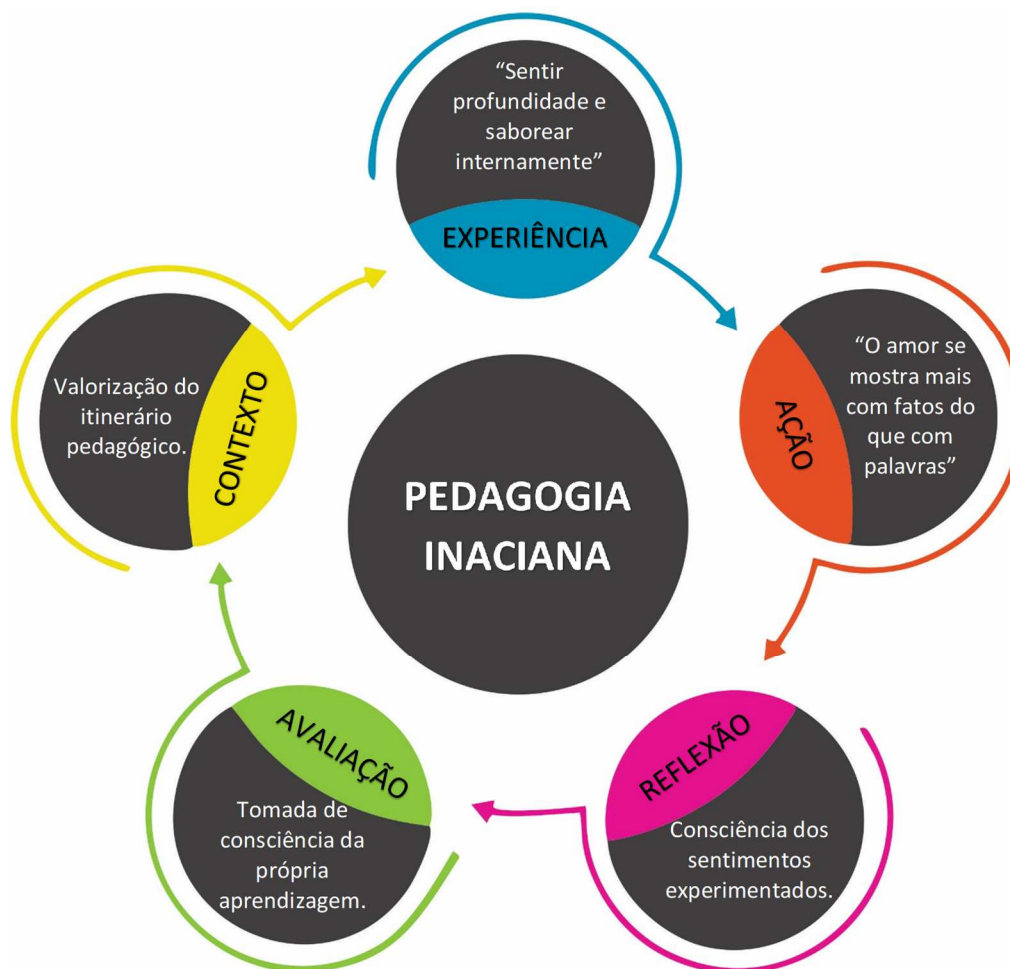 “Sentir
profundidade e
saborear
internamente”
EXPERIÊNCIA
“O amor se
mostra mais
com fatos do
que com
palavras”
AÇÃO
Valorização do
itinerário
pedagógico.
CONTEXTO
PEDAGOGIA
INACIANA
REFLEXÃO
Consciência dos
sentimentos
experimentados.
AVALIAÇÃO
Tomada de
consciência da
própria
aprendizagem.